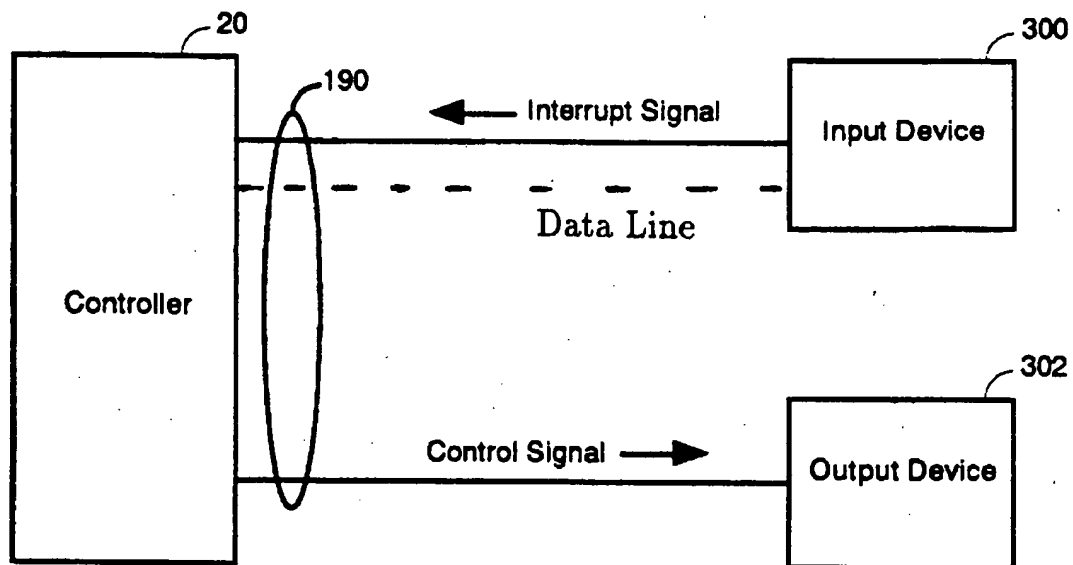 20
300
190
Interrupt Signal
Input Device
Data Line
Controller
302
Control Signal
Output Device